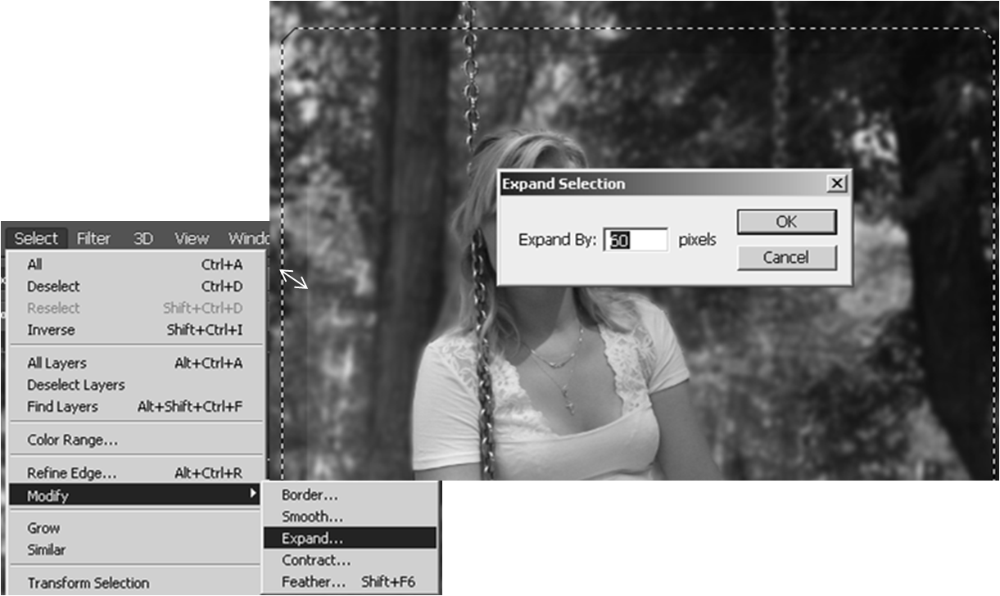 Expand Selection
Expand By: 60 pixels
OK
Cancel
Select Filter 3D View
All Ctrl+A
Deselect Ctrl+D
Reselect Shift+Ctrl+D
Inverse Shift+Ctrl+I
All Layers Alt+Ctrl+A
Deselect Layers
Find Layers Alt+Shift+Ctrl+F
Color Range...
Refine Edge... Alt+Ctrl+R
Modify
Grow
Similar
Transform Selection
Border...
Smooth...
Expand...
Contract...
Feather... Shift+F6